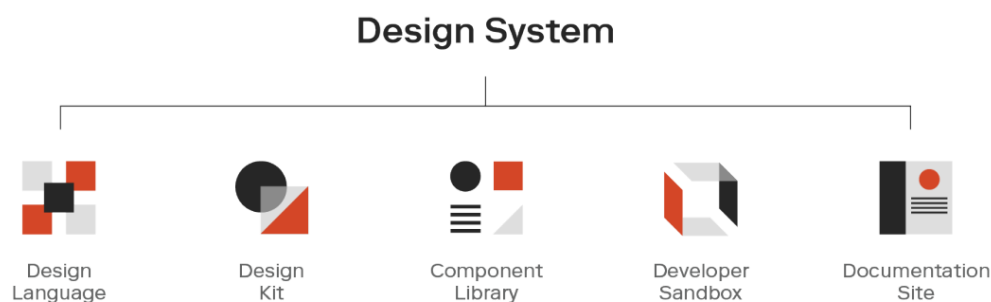 Design System
Design
Language
Design
Kit
Component
Library
Developer
Sandbox
Documentation
Site